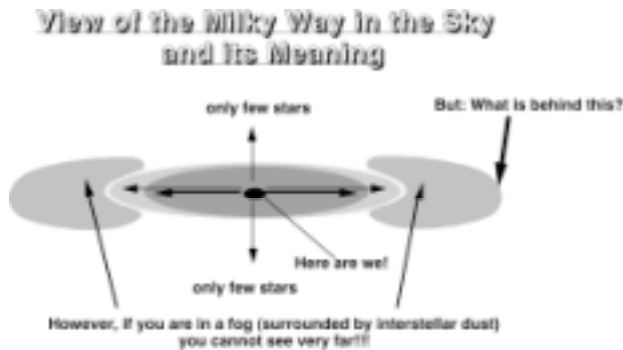 View of the Milky Way in the Sky
and its Meaning
only few stars
But: What is behind this?
Here are we!
only few stars
However, if you are in a fog (surrounded by interstellar dust)
you cannot see very far!!!